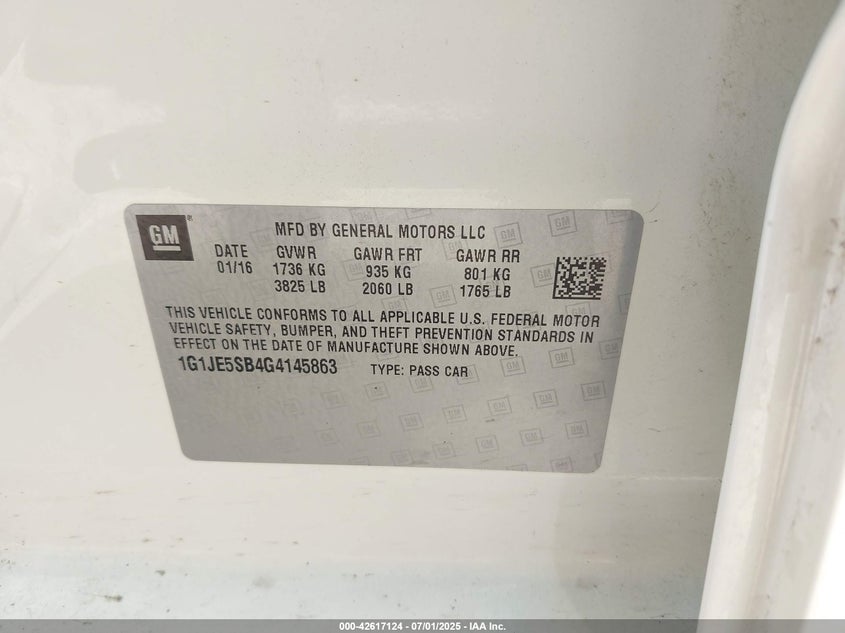 GM
MFD BY GENERAL MOTORS LLC
DATE GVWR GAWR FRT GAWR RR
01/16 1736 KG 935 KG 801 KG
3825 LB 2060 LB 1765 LB
THIS VEHICLE CONFORMS TO ALL APPLICABLE U.S. FEDERAL MOTOR
VEHICLE SAFETY, BUMPER, AND THEFT PREVENTION STANDARDS IN
EFFECT ON THE DATE OF MANUFACTURE SHOWN ABOVE.
1G1JE5SB4G4145863 TYPE: PASS CAR
000-42617124 - 07/01/2025 - IAA Inc.